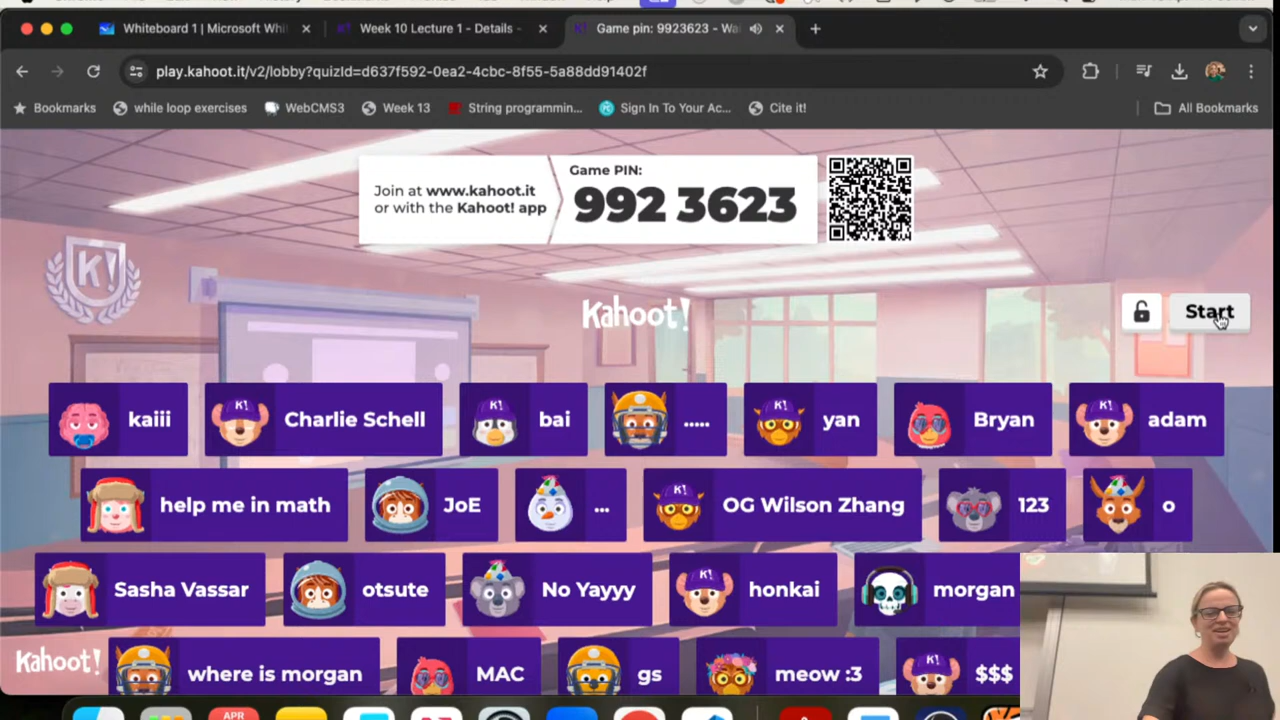 Whiteboard 1 | Microsoft Whi
Week 10 Lecture 1 - Details -
Game pin: 9923623 - Wai
play.kahoot.it/v2/lobby?quizId=d637f592-0ea2-4cbc-8f55-5a88dd91402f
Bookmarks while loop exercises WebCMS3 Week 13 String programmin... Sign In To Your Ac... Cite it! All Bookmarks
Join at www.kahoot.it
or with the Kahoot! app
Game PIN:
992 3623
K!
Kahoot!
Start
kaiii Charlie Schell bai ..... yan Bryan adam
help me in math JoE ... OG Wilson Zhang 123 o
Sasha Vassar otsute No Yayyy honkai morgan
Kahoot! where is morgan MAC gs meow :3 $$$
APR